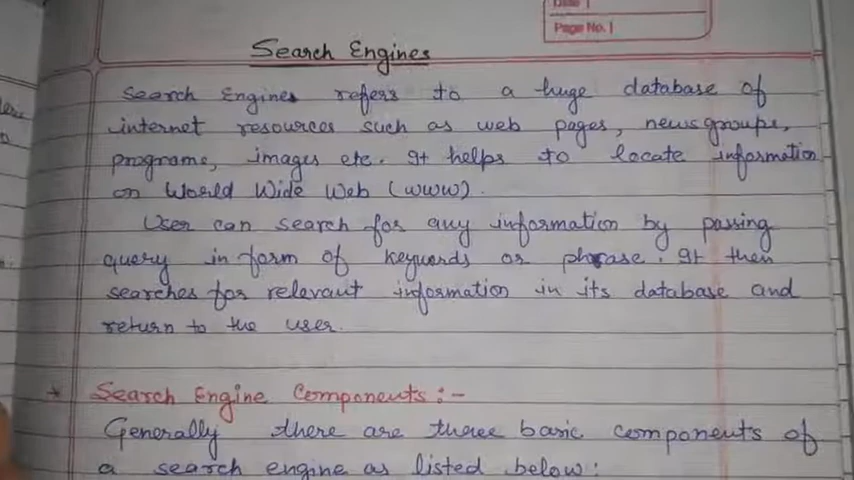 Page No.
Search Engines
Search Engines refers to a huge database of
internet resources such as web pages, newsgroups,
programs, images etc. It helps to locate information
on World Wide Web (WWW).
User can search for any information by passing
query in form of keywords or phrase. It then
searches for relevant information in its database and
return to the user.
* Search Engine Components :-
Generally there are three basic components of
a search engine as listed below: